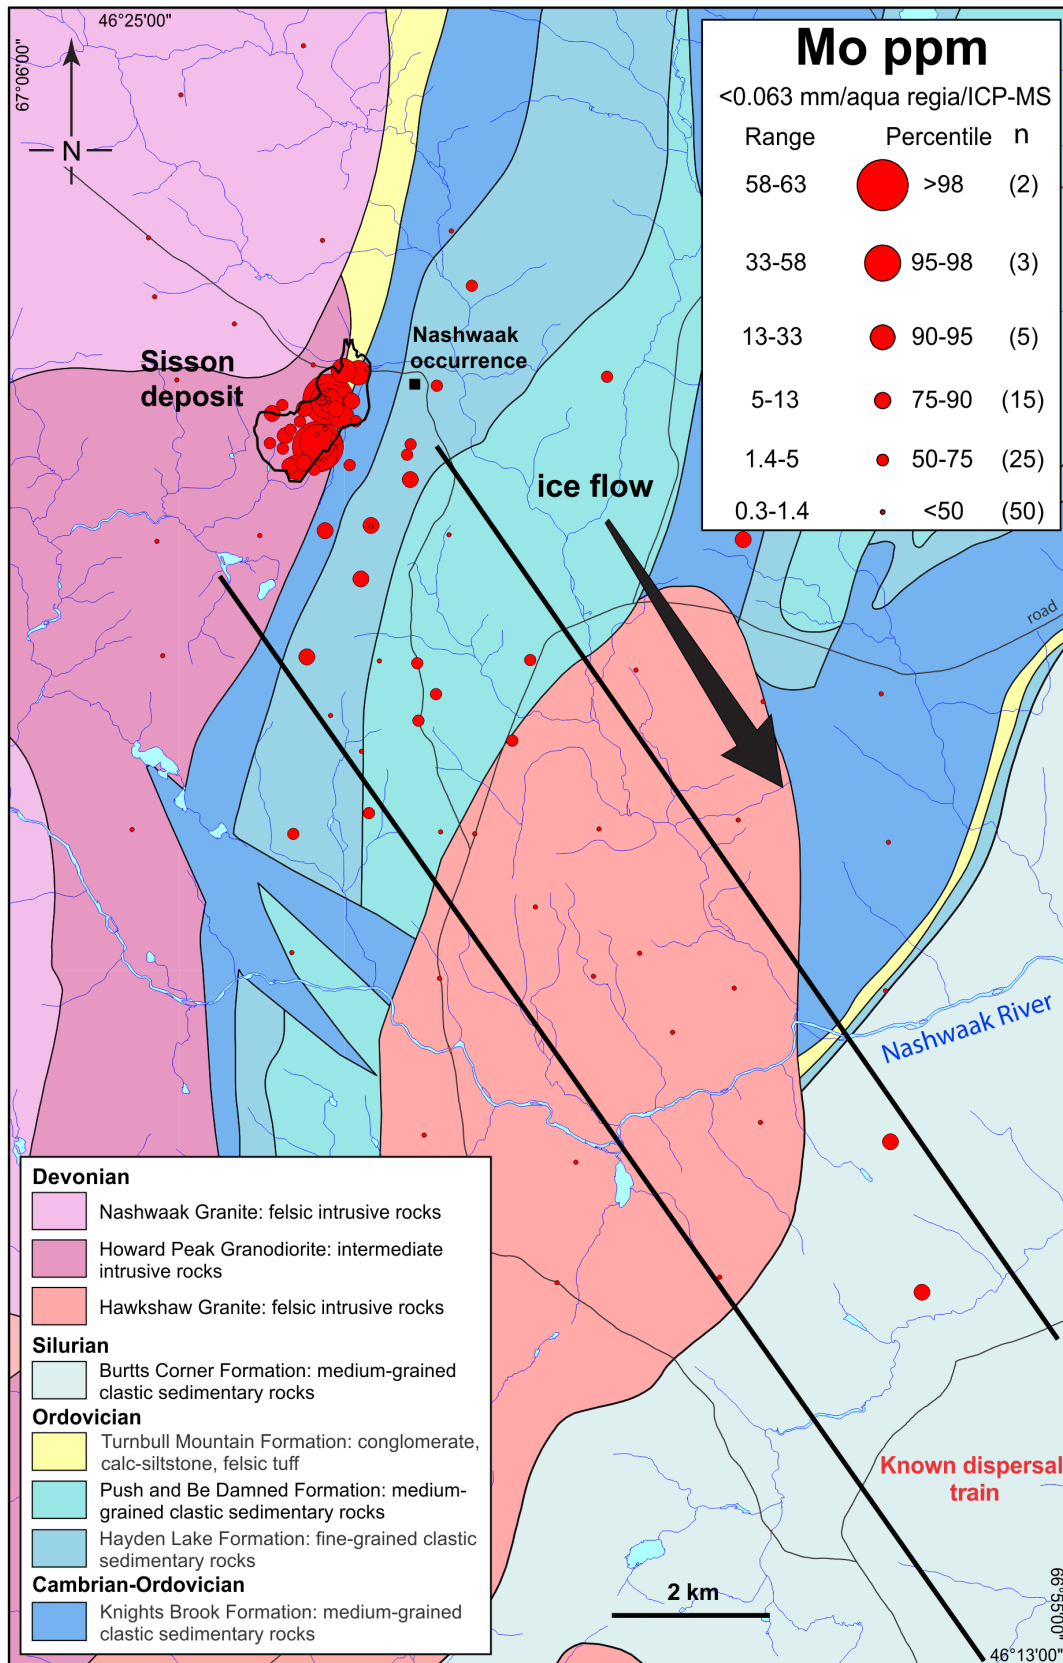 46°25'00"
67°06'00"
N
Mo ppm
<0.063 mm/aqua regia/ICP-MS
Range Percentile n
58-63 >98 (2)
33-58 95-98 (3)
13-33 90-95 (5)
5-13 75-90 (15)
1.4-5 50-75 (25)
0.3-1.4 <50 (50)
Nashwaak
occurrence
Sisson
deposit
ice flow
road
Nashwaak River
Devonian
Nashwaak Granite: felsic intrusive rocks
Howard Peak Granodiorite: intermediate
intrusive rocks
Hawkshaw Granite: felsic intrusive rocks
Silurian
Burtts Corner Formation: medium-grained
clastic sedimentary rocks
Ordovician
Turnbull Mountain Formation: conglomerate,
calc-siltstone, felsic tuff
Push and Be Damned Formation: medium-
grained clastic sedimentary rocks
Hayden Lake Formation: fine-grained clastic
sedimentary rocks
Cambrian-Ordovician
Knights Brook Formation: medium-grained
clastic sedimentary rocks
Known dispersal
train
2 km
66°55'00"
46°13'00"